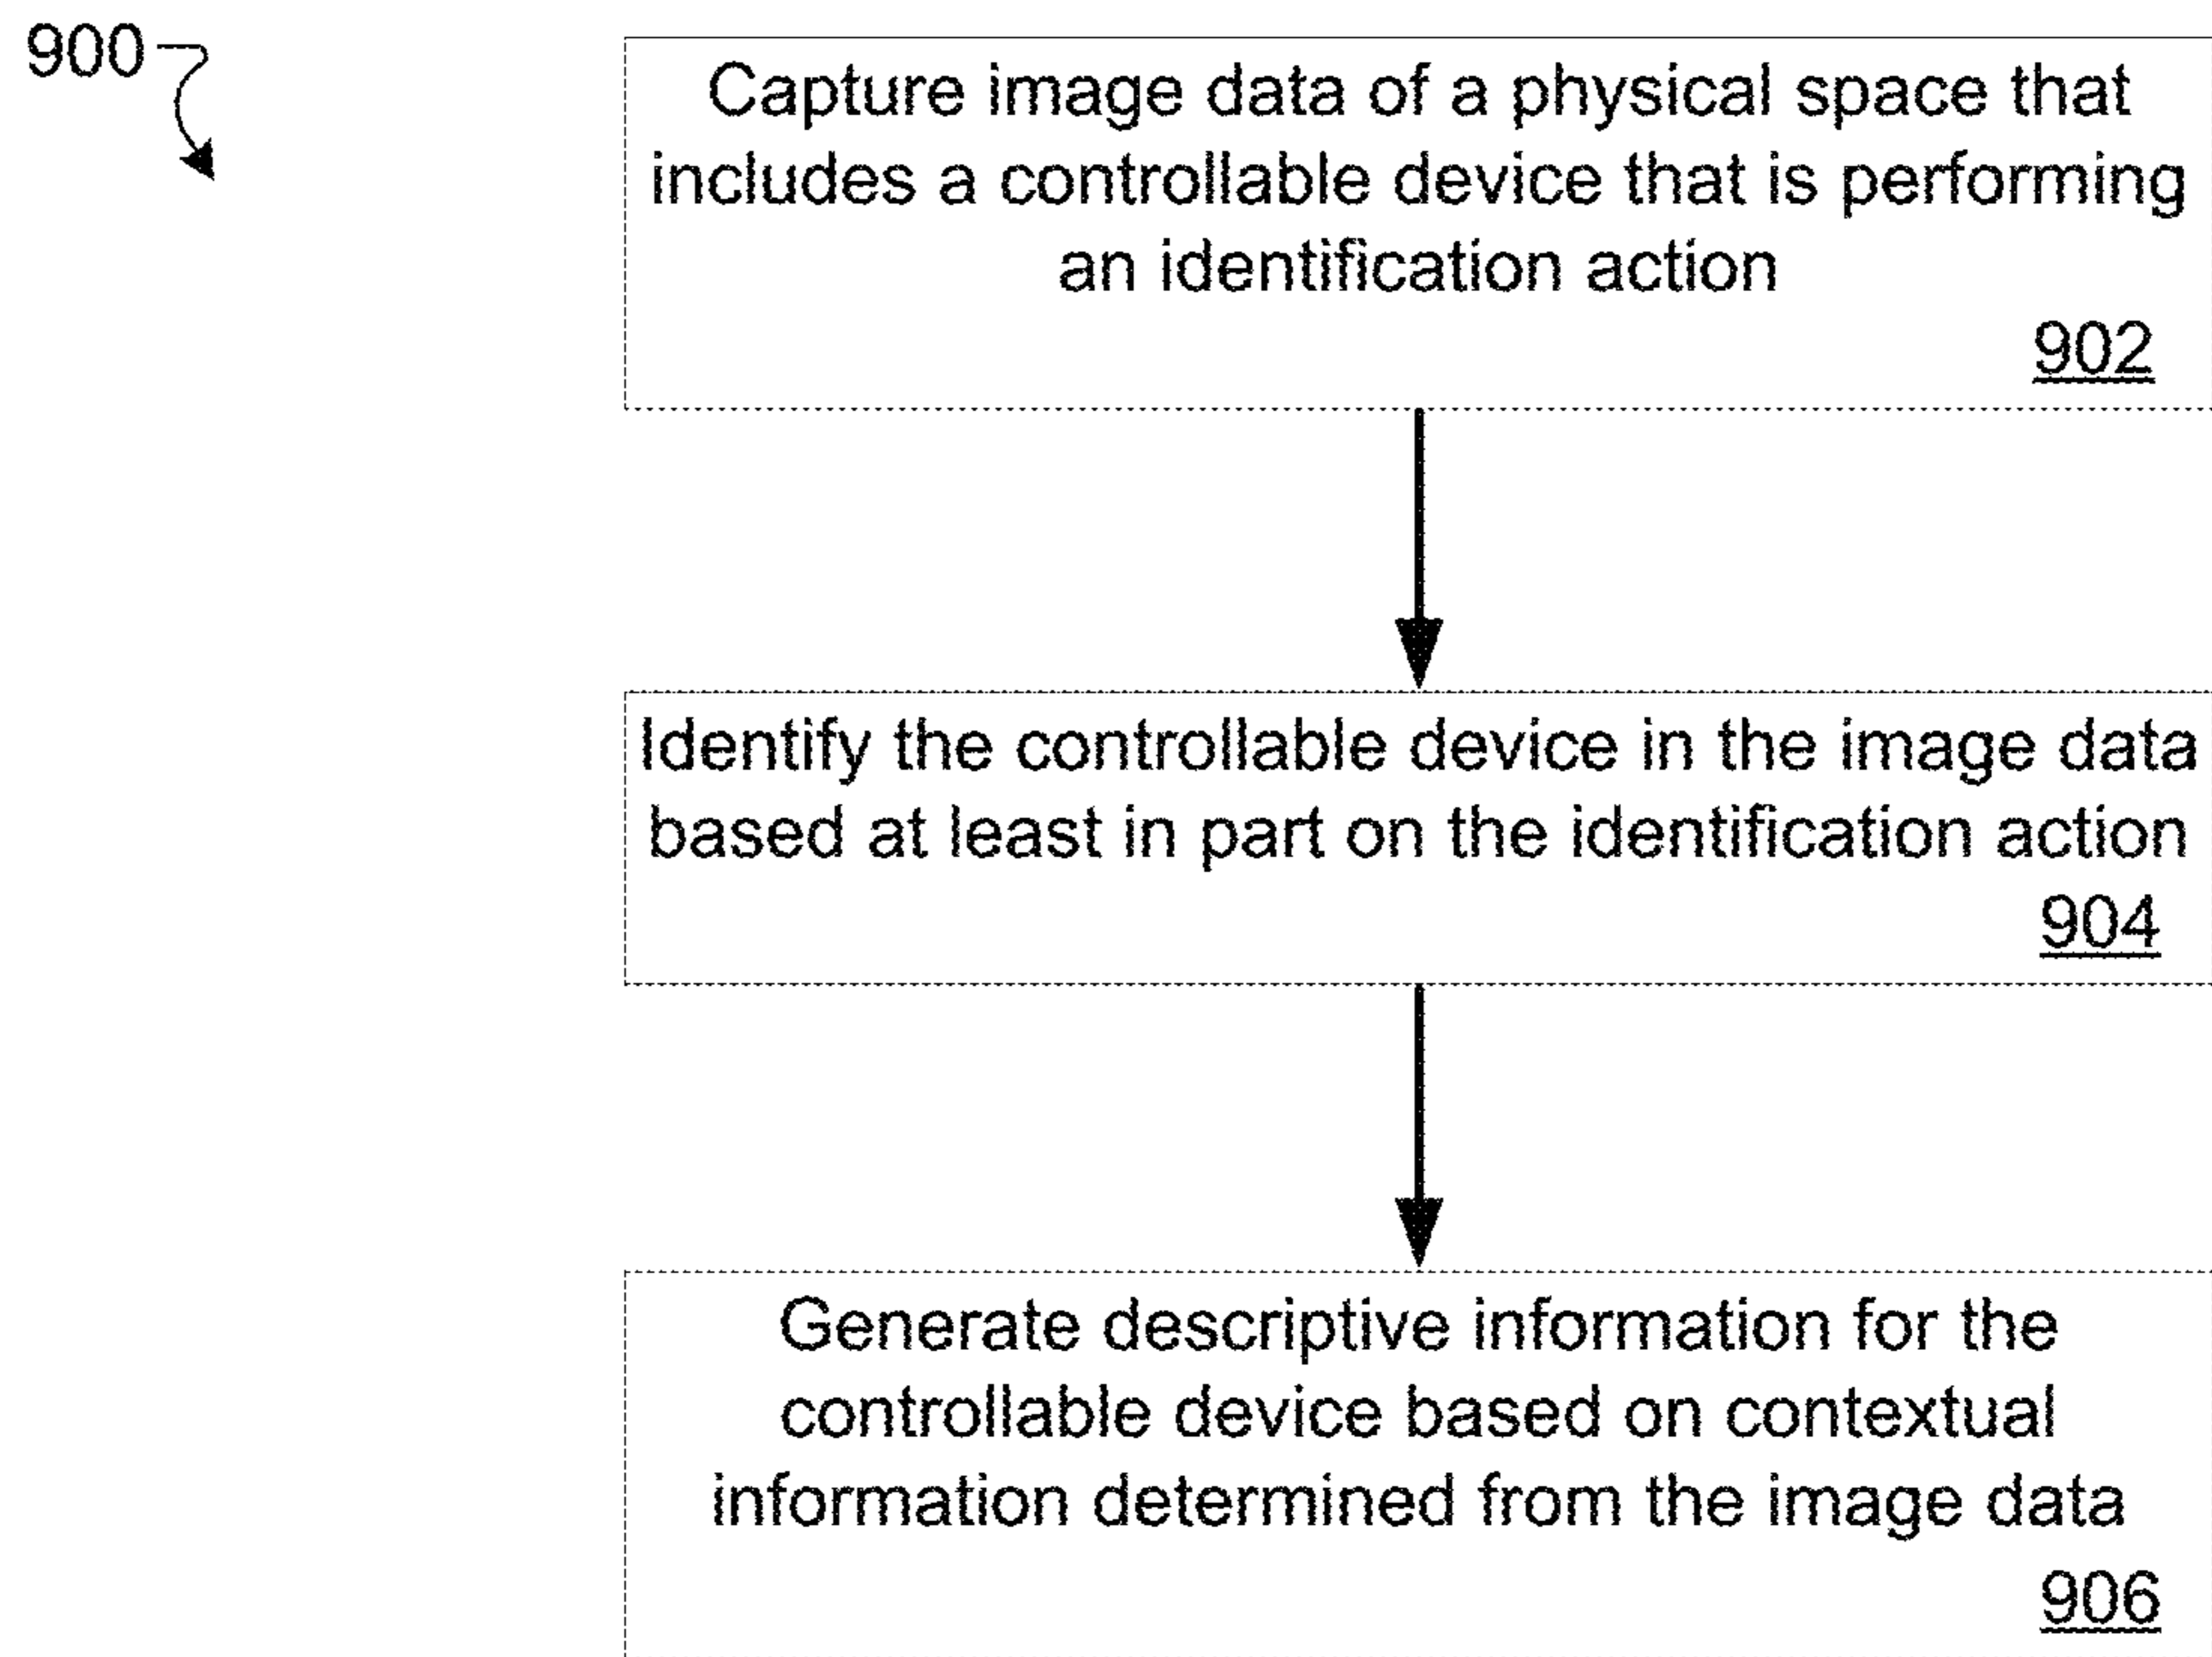 900
Capture image data of a physical space that
includes a controllable device that is performing
an identification action
902
Identify the controllable device in the image data
based at least in part on the identification action
904
Generate descriptive information for the
controllable device based on contextual
information determined from the image data
906